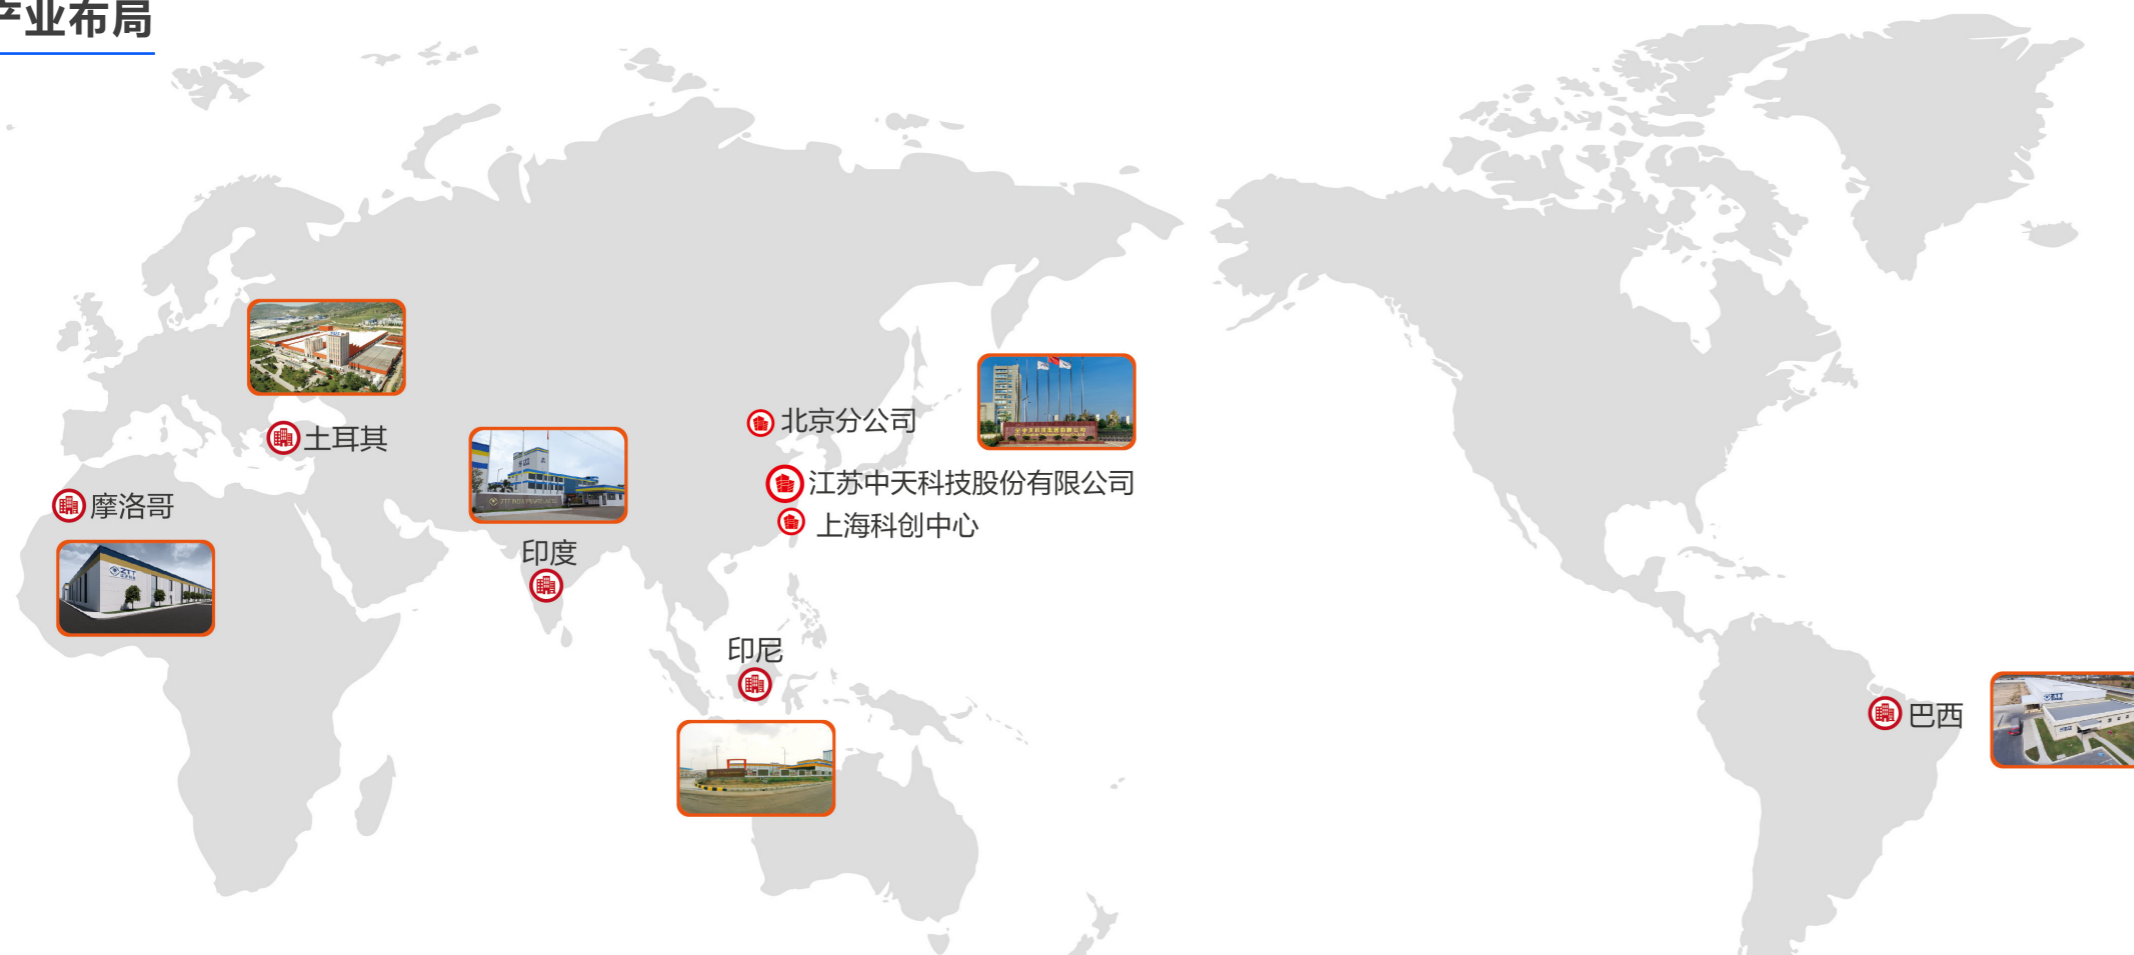 产业布局
北京分公司
土耳其
江苏中天科技股份有限公司
摩洛哥
上海科创中心
印度
ZTT
印尼
巴西